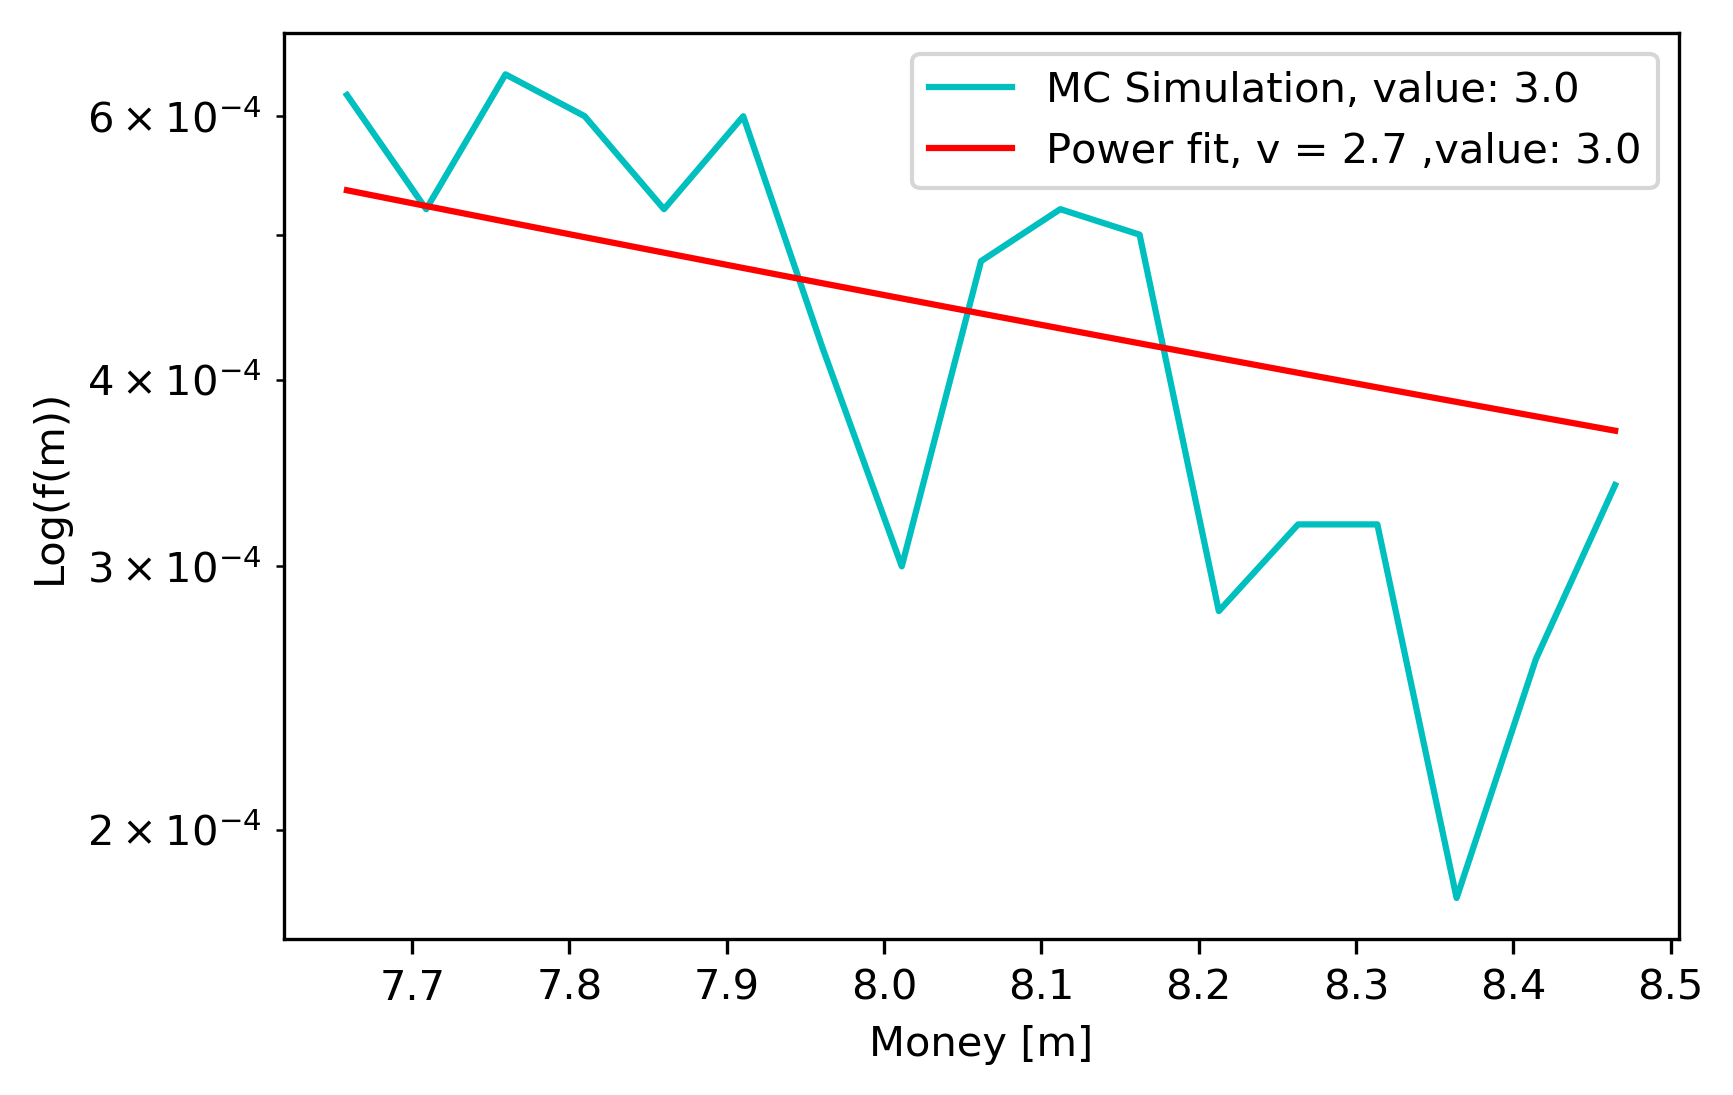 MC Simulation, value: 3.0
Power fit, v = 2.7 ,value: 3.0
6 × 10⁻⁴
4 × 10⁻⁴
3 × 10⁻⁴
2 × 10⁻⁴
Log(f(m))
7.7 7.8 7.9 8.0 8.1 8.2 8.3 8.4 8.5
Money [m]